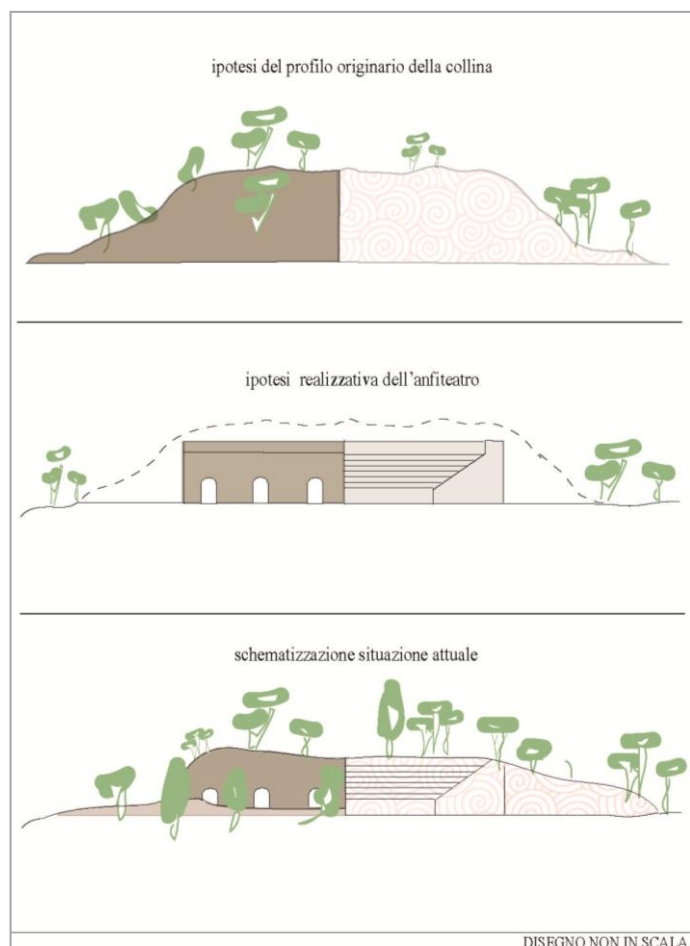 ipotesi del profilo originario della collina
ipotesi realizzativa dell'anfiteatro
schematizzazione situazione attuale
DISEGNO NON IN SCALA